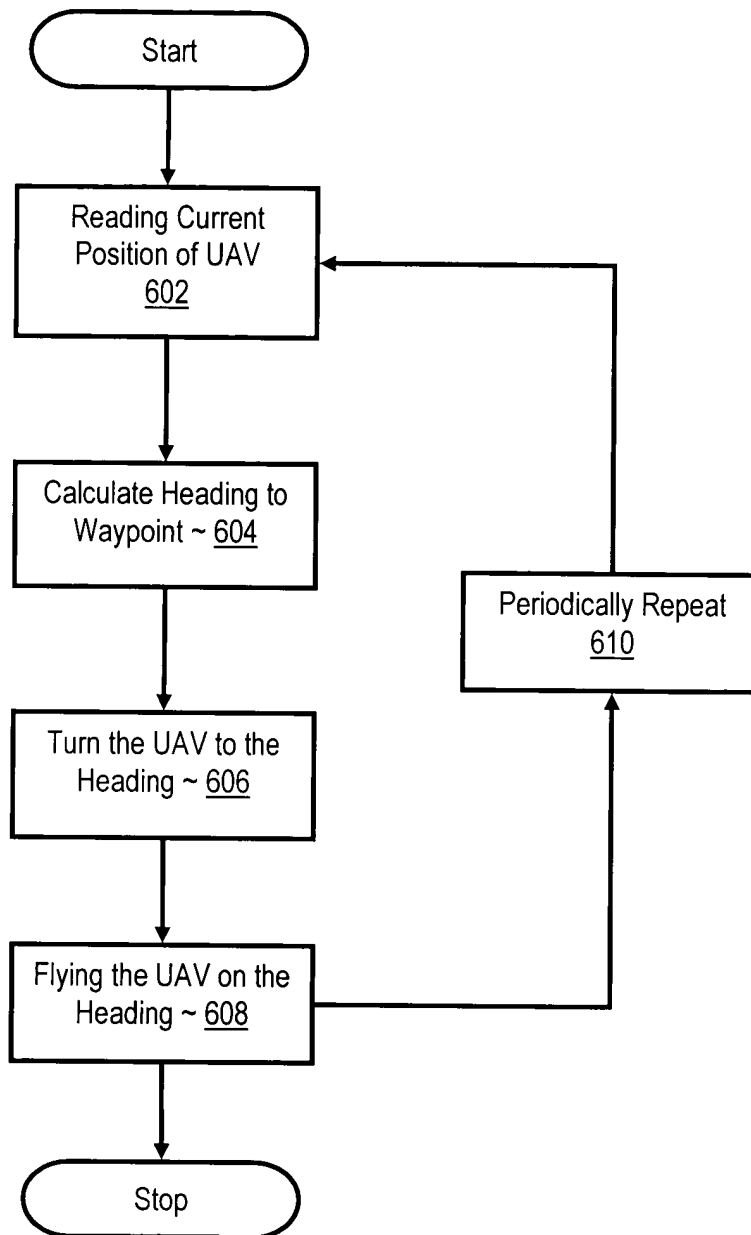 Start
Reading Current
Position of UAV
602
Calculate Heading to
Waypoint ~ 604
Turn the UAV to the
Heading ~ 606
Periodically Repeat
610
Flying the UAV on the
Heading ~ 608
Stop